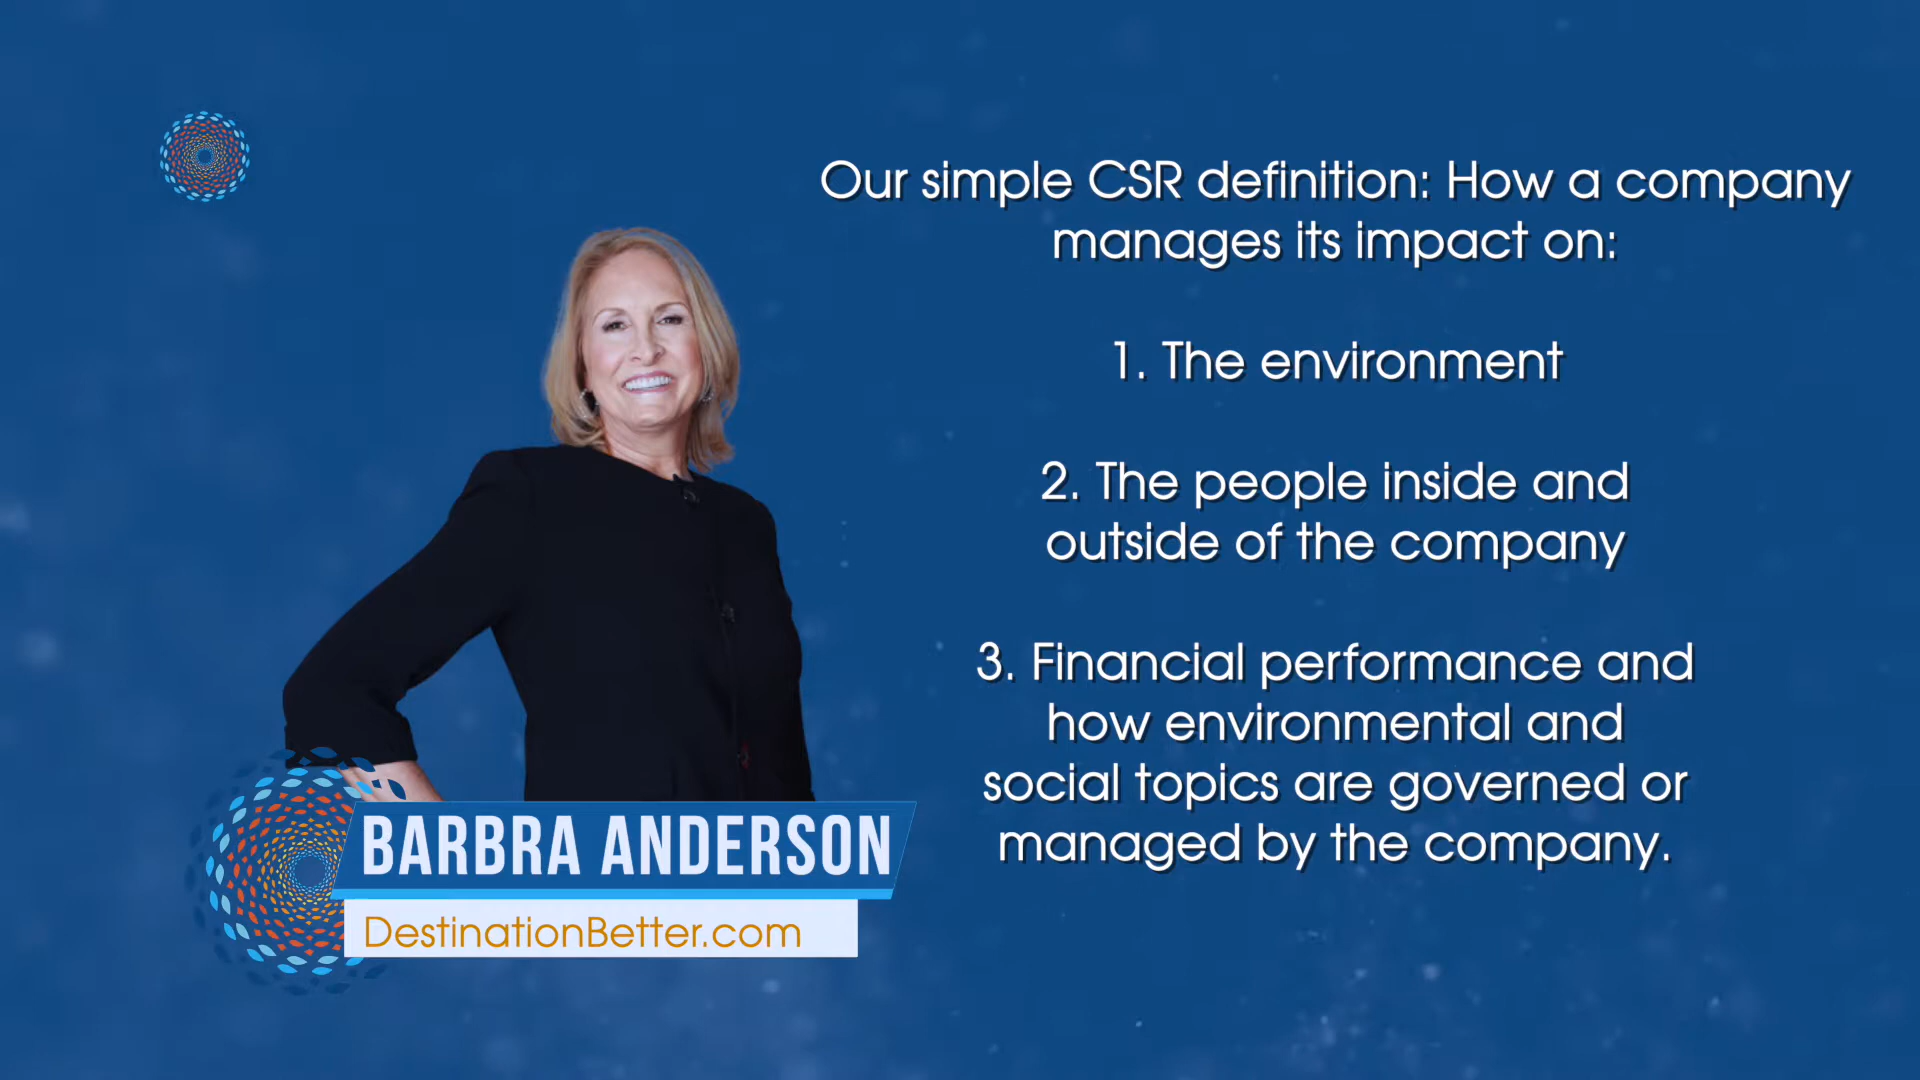 Our simple CSR definition: How a company
manages its impact on:
1. The environment
2. The people inside and
outside of the company
3. Financial performance and
how environmental and
social topics are governed or
managed by the company.
BARBRA ANDERSON
DestinationBetter.com